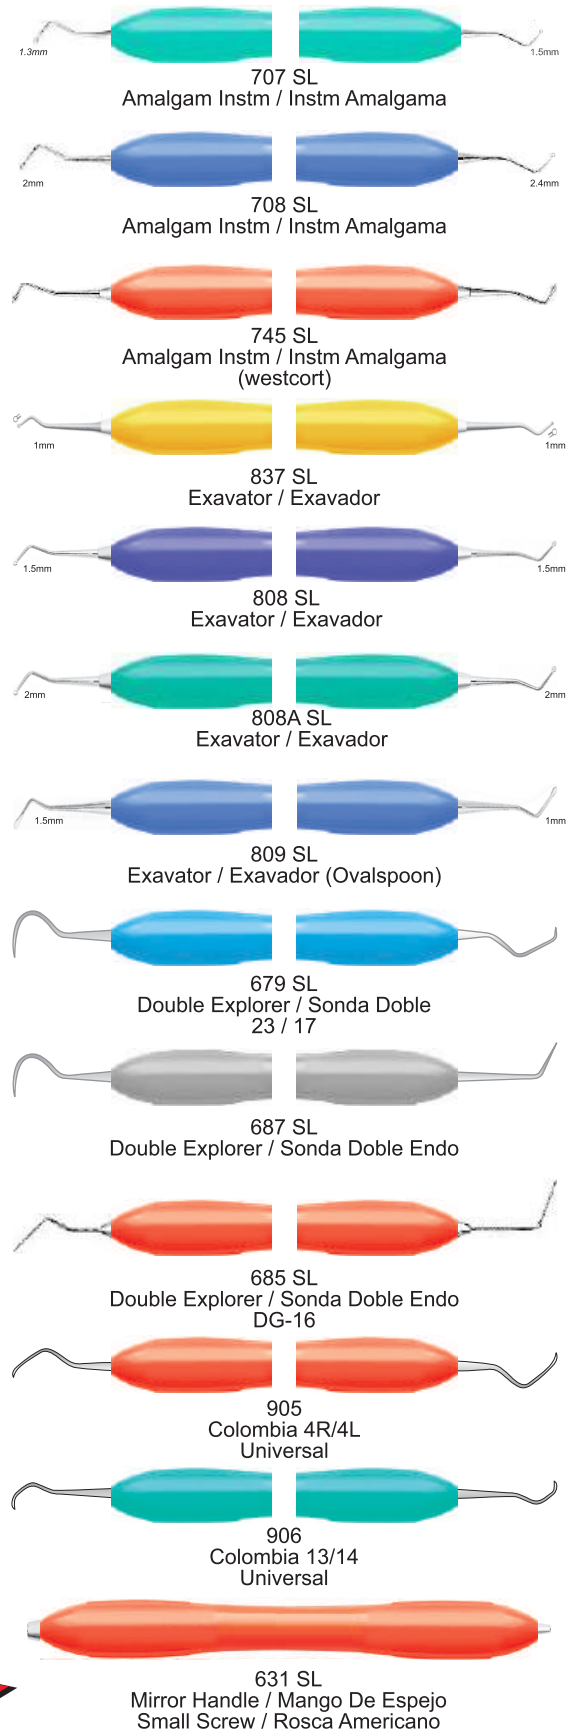 1.3mm 1.5mm
707 SL
Amalgam Instm / Instm Amalgama
2mm 2.4mm
708 SL
Amalgam Instm / Instm Amalgama
745 SL
Amalgam Instm / Instm Amalgama
(westcort)
1mm 1mm
837 SL
Exavator / Exavador
1.5mm 1.5mm
808 SL
Exavator / Exavador
2mm 2mm
808A SL
Exavator / Exavador
1.5mm 1mm
809 SL
Exavator / Exavador (Ovalspoon)
679 SL
Double Explorer / Sonda Doble
23 / 17
687 SL
Double Explorer / Sonda Doble Endo
685 SL
Double Explorer / Sonda Doble Endo
DG-16
905
Colombia 4R/4L
Universal
906
Colombia 13/14
Universal
631 SL
Mirror Handle / Mango De Espejo
Small Screw / Rosca Americano